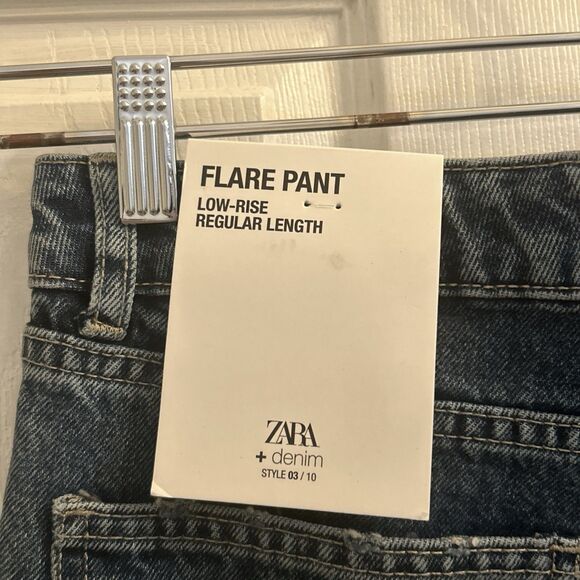 FLARE PANT
LOW-RISE
REGULAR LENGTH
ZARA
+ denim
STYLE 03 / 10